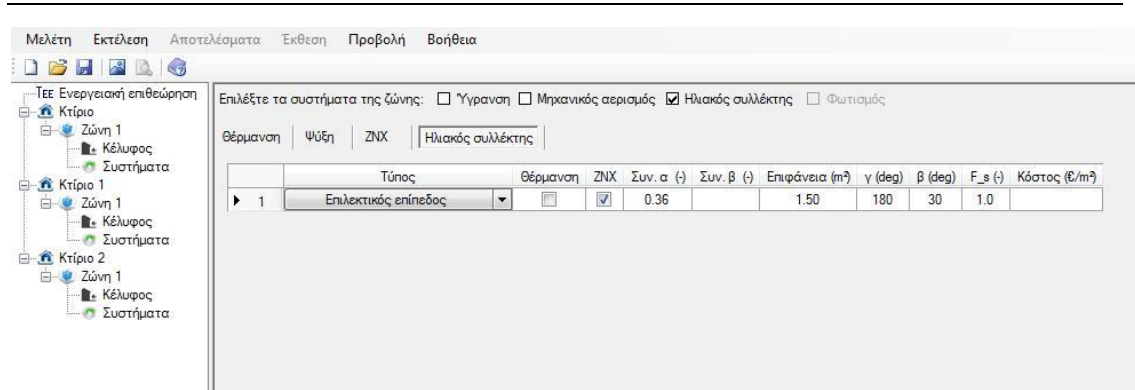 Μελέτη Εκτέλεση Αποτελέσματα Έκθεση Προβολή Βοήθεια
ΤΕΕ Ενεργειακή επιθεώρηση
Κτίριο
Ζώνη 1
Κέλυφος
Συστήματα
Κτίριο 1
Ζώνη 1
Κέλυφος
Συστήματα
Κτίριο 2
Ζώνη 1
Κέλυφος
Συστήματα
Επιλέξτε τα συστήματα της ζώνης: Ύγρανση Μηχανικός αερισμός Ηλιακός συλλέκτης Φωτισμός
Θέρμανση Ψύξη ΖΝΧ Ηλιακός συλλέκτης
Τύπος Θέρμανση ΖΝΧ Συν. α (-) Συν. β (-) Επιφάνεια (m²) γ (deg) β (deg) F_s (-) Κόστος (€/m²)
1 Επιλεκτικός επίπεδος 0.36 1.50 180 30 1.0